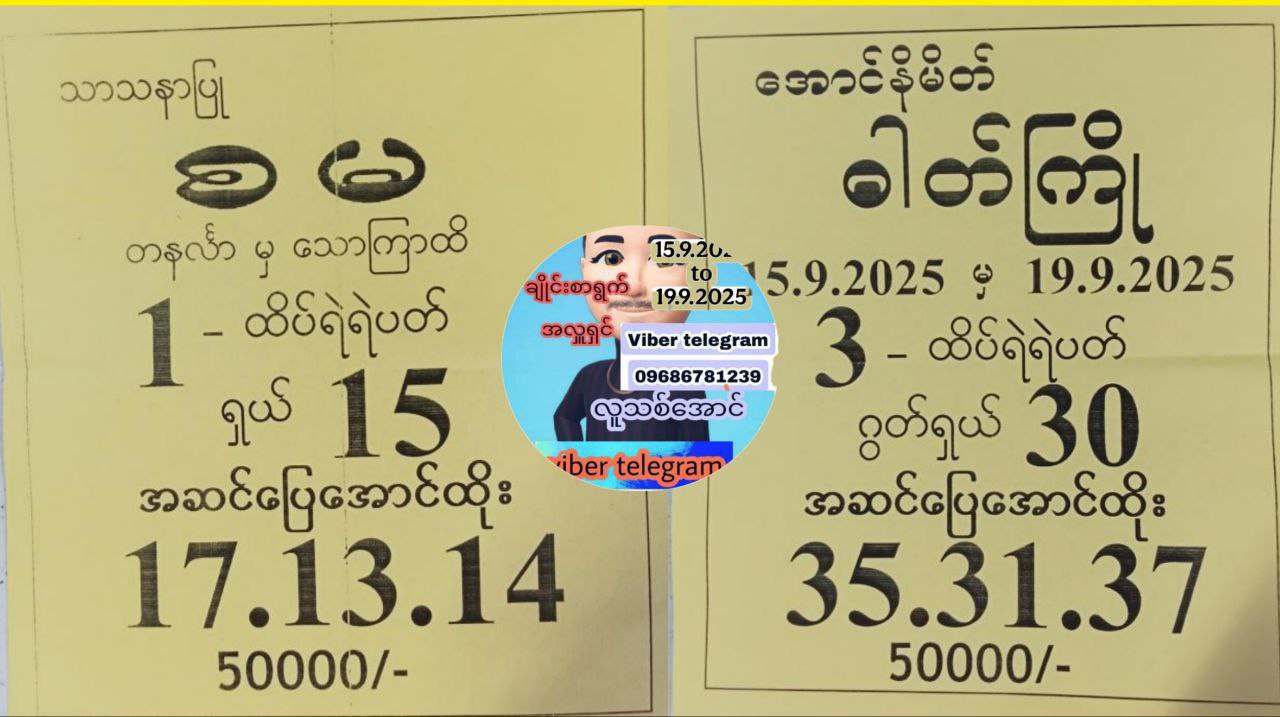 သာသနာပြု
စ မ
တနင်္လာ မှ သောကြာထိ
1 - ထိပ်ရဲရဲပတ်
ရှယ် 15
အဆင်ပြေအောင်ထိုး
17.13.14
50000/-
ချိုင်းစာရွက်
အလှူရှင်
15.9.202
to
19.9.2025
Viber telegram
09686781239
လူသစ်အောင်
viber telegram
အောင်နိမိတ်
ဓါတ်ကြို
15.9.2025 မှ 19.9.2025
3 - ထိပ်ရဲရဲပတ်
ဂွတ်ရှယ် 30
အဆင်ပြေအောင်ထိုး
35.31.37
50000/-